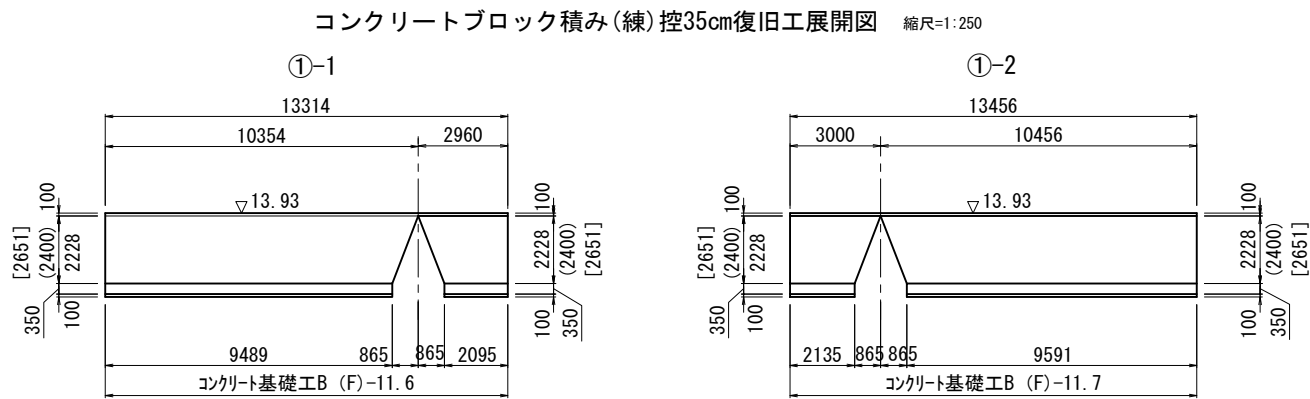 コンクリートブロック積み(練)控35cm復旧工展開図 縮尺=1:250
①-1
13314
10354 2960
13.93
100 2228 (2400) [2651] 100 350
100 2228 (2400) [2651] 100 350
9489 865 865 2095
コンクリート基礎工B (F)-11.6
①-2
13456
3000 10456
13.93
100 2228 (2400) [2651] 100 350
100 2228 (2400) [2651] 100 350
2135 865 865 9591
コンクリート基礎工B (F)-11.7